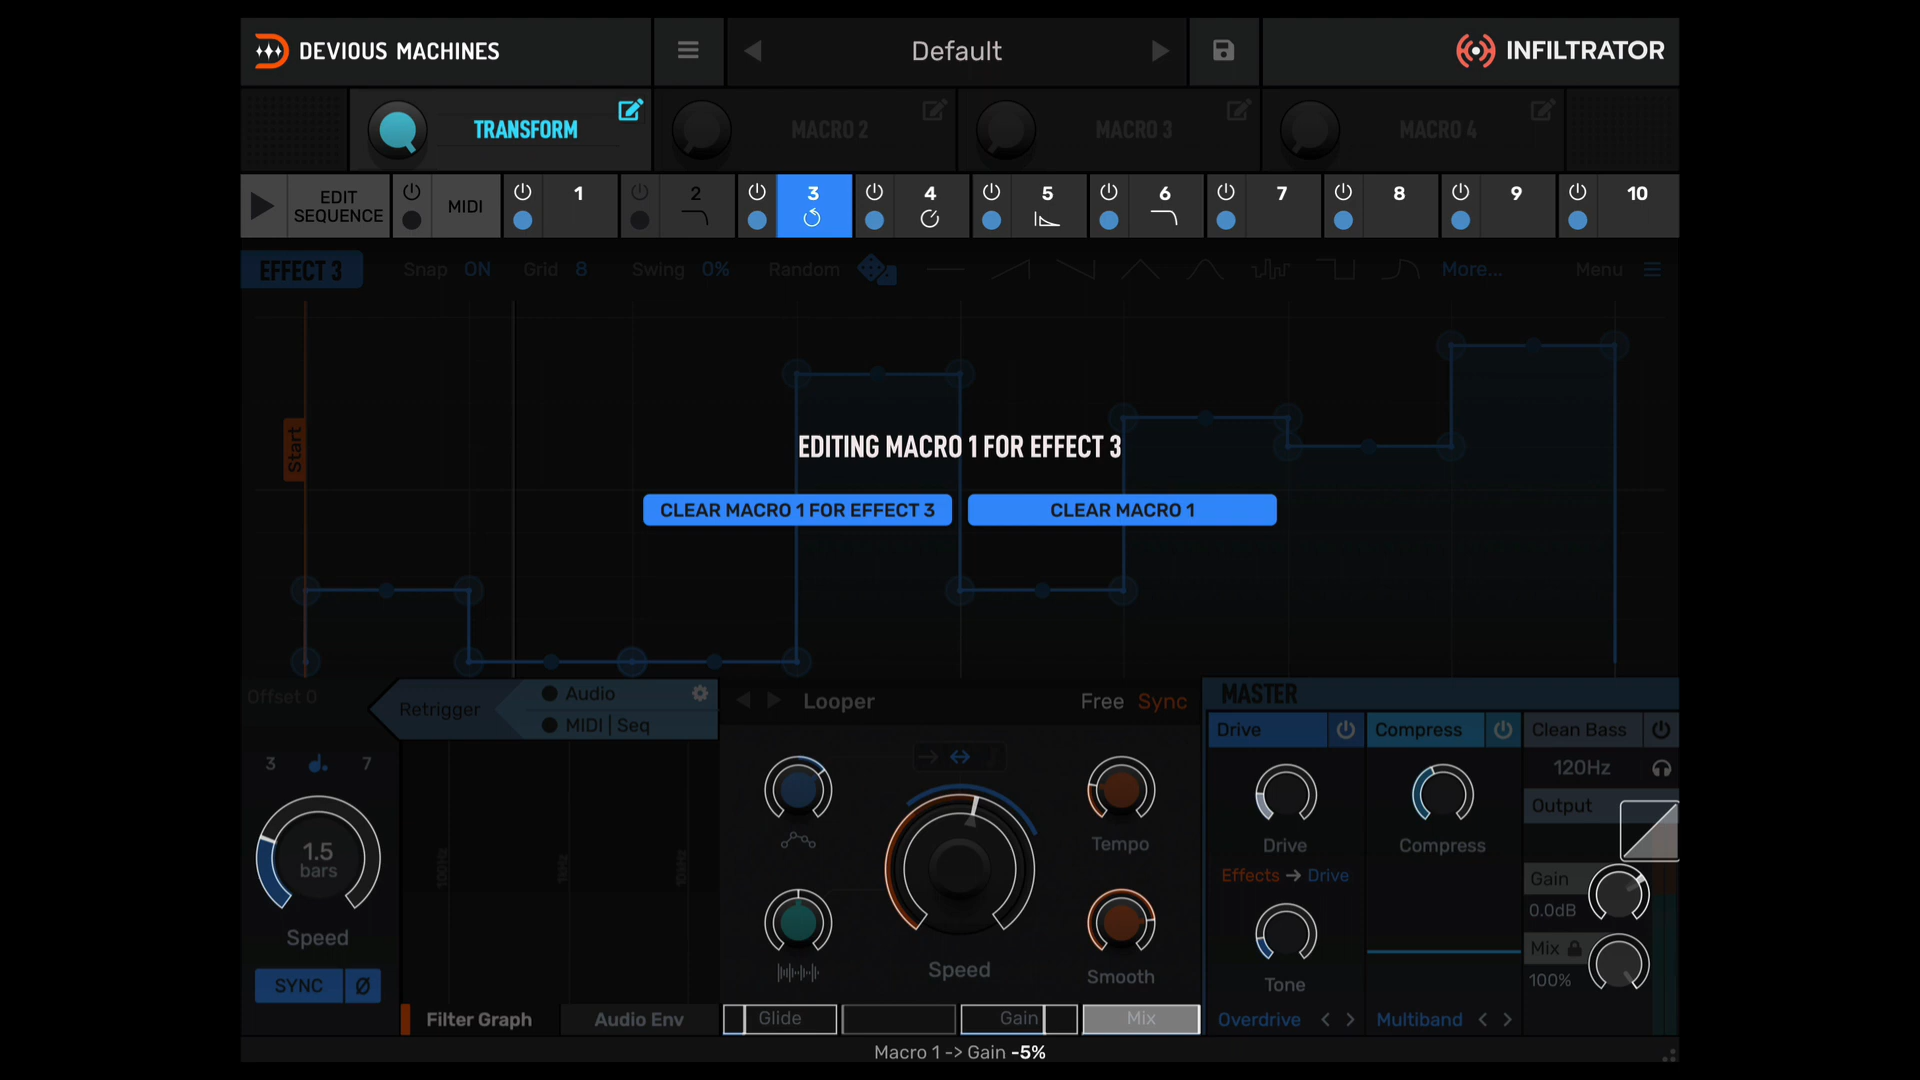 DEVIOUS MACHINES
Default
INFILTRATOR
TRANSFORM
MACRO 2
MACRO 3
MACRO 4
EDIT SEQUENCE
MIDI
1
2
3
4
5
6
7
8
9
10
EFFECT 3
Snap ON
Grid 8
Swing 0%
Random
More...
Menu
Start
EDITING MACRO 1 FOR EFFECT 3
CLEAR MACRO 1 FOR EFFECT 3
CLEAR MACRO 1
Offset 0
Retrigger
Audio
MIDI | Seq
Looper
Free Sync
MASTER
Drive
Compress
Clean Bass
3
7
120Hz
Output
1.5
bars
Speed
SYNC
Ø
100Hz
1kHz
10kHz
Filter Graph
Audio Env
Tempo
Speed
Smooth
Glide
Gain
Mix
Drive
Effects → Drive
Tone
Overdrive
Compress
Multiband
Gain
0.0dB
Mix
100%
Macro 1 -> Gain -5%